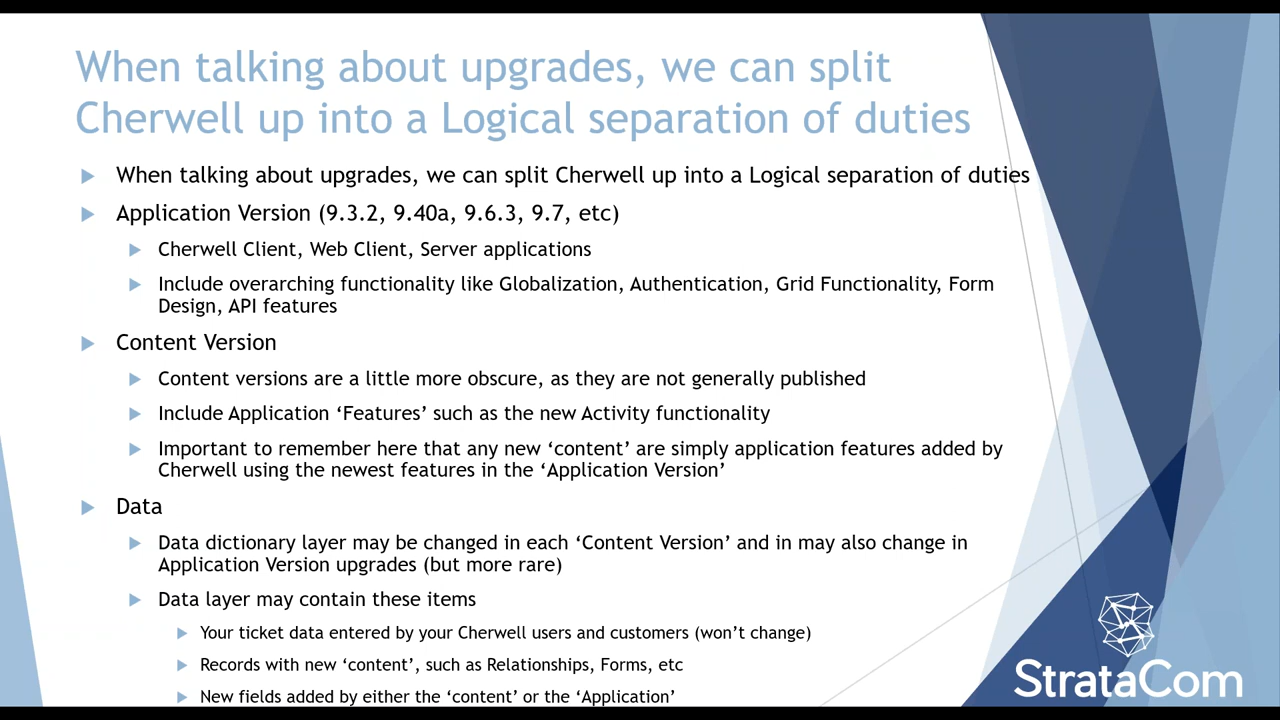 When talking about upgrades, we can split
Cherwell up into a Logical separation of duties
When talking about upgrades, we can split Cherwell up into a Logical separation of duties
Application Version (9.3.2, 9.40a, 9.6.3, 9.7, etc)
Cherwell Client, Web Client, Server applications
Include overarching functionality like Globalization, Authentication, Grid Functionality, Form
Design, API features
Content Version
Content versions are a little more obscure, as they are not generally published
Include Application ‘Features’ such as the new Activity functionality
Important to remember here that any new ‘content’ are simply application features added by
Cherwell using the newest features in the ‘Application Version’
Data
Data dictionary layer may be changed in each ‘Content Version’ and in may also change in
Application Version upgrades (but more rare)
Data layer may contain these items
Your ticket data entered by your Cherwell users and customers (won’t change)
Records with new ‘content’, such as Relationships, Forms, etc
New fields added by either the ‘content’ or the ‘Application’
StrataCom